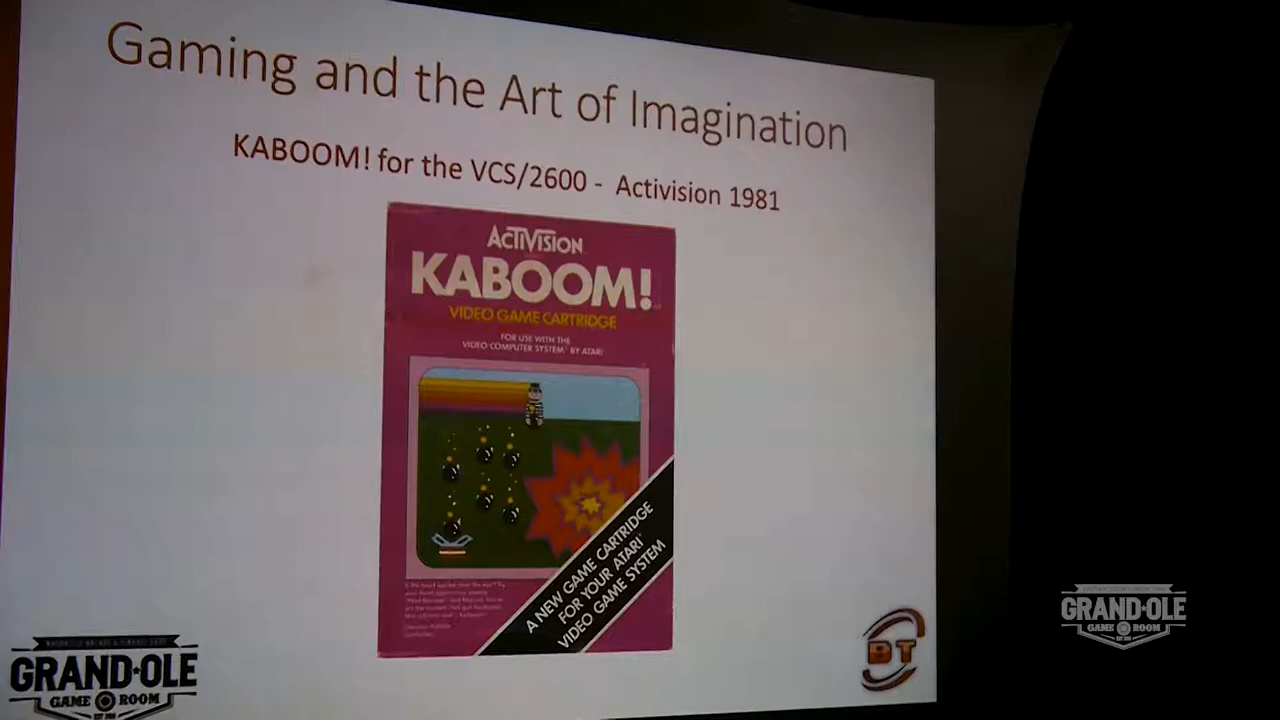 Gaming and the Art of Imagination
KABOOM! for the VCS/2600 - Activision 1981
ACTIVISION
KABOOM!
VIDEO GAME CARTRIDGE
FOR USE WITH THE
VIDEO COMPUTER SYSTEM™ BY ATARI
A NEW GAME CARTRIDGE
FOR YOUR ATARI®
VIDEO GAME SYSTEM
GRAND OLE
GAME ROOM
BT
GRAND OLE
GAME ROOM